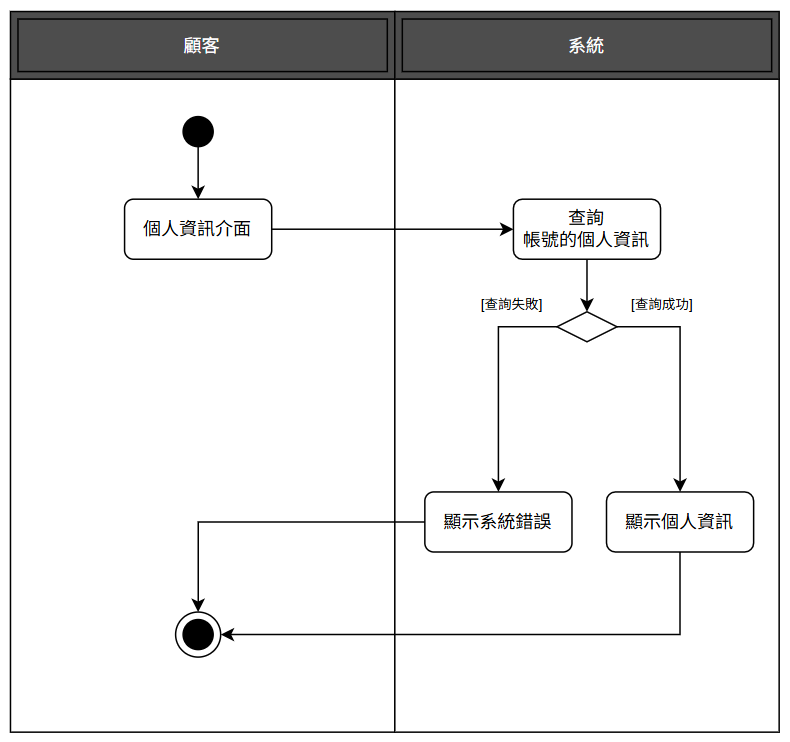 顧客
系統
個人資訊介面
查詢
帳號的個人資訊
[查詢失敗]
[查詢成功]
顯示系統錯誤
顯示個人資訊